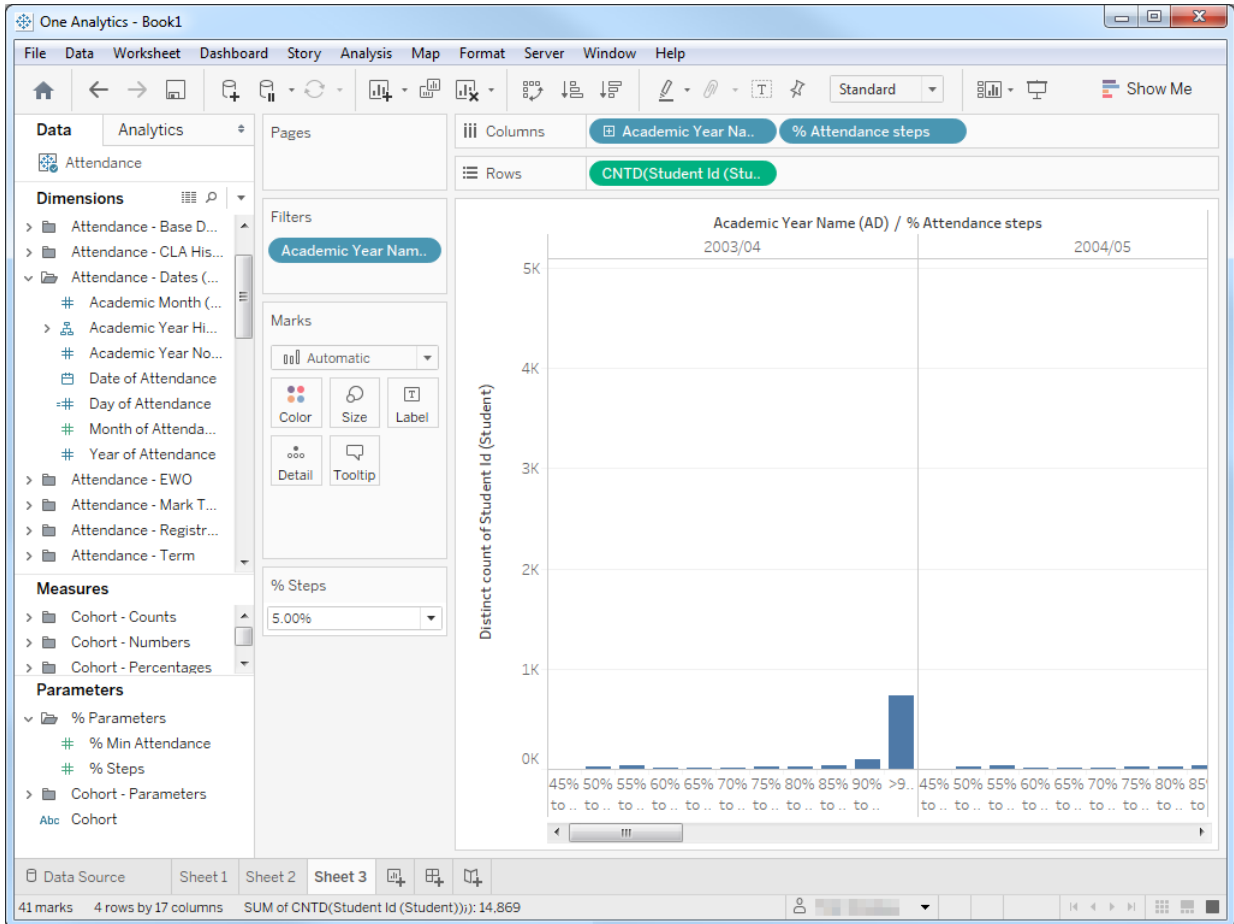 One Analytics - Book1
File Data Worksheet Dashboard Story Analysis Map Format Server Window Help
Standard
Show Me
Data
Analytics
Attendance
Dimensions
Attendance - Base D...
Attendance - CLA His...
Attendance - Dates (...
Academic Month (...
Academic Year Hi...
Academic Year No...
Date of Attendance
Day of Attendance
Month of Attenda...
Year of Attendance
Attendance - EWO
Attendance - Mark T...
Attendance - Registr...
Attendance - Term
Measures
Cohort - Counts
Cohort - Numbers
Cohort - Percentages
Parameters
% Parameters
% Min Attendance
% Steps
Cohort - Parameters
Abc Cohort
Pages
Filters
Academic Year Nam..
Marks
Automatic
Color Size Label
Detail Tooltip
% Steps
5.00%
Columns
Academic Year Na..
% Attendance steps
Rows
CNTD(Student Id (Stu..
Academic Year Name (AD) / % Attendance steps
2003/04
2004/05
Distinct count of Student Id (Student)
5K
4K
3K
2K
1K
0K
45% 50% 55% 60% 65% 70% 75% 80% 85% 90% >9.. 45% 50% 55% 60% 65% 70% 75% 80% 85
to .. to .. to .. to .. to .. to .. to .. to .. to .. to .. to .. to .. to .. to .. to .. to .. to .. to .. to
Data Source
Sheet 1
Sheet 2
Sheet 3
41 marks
4 rows by 17 columns
SUM of CNTD(Student Id (Student));): 14,869